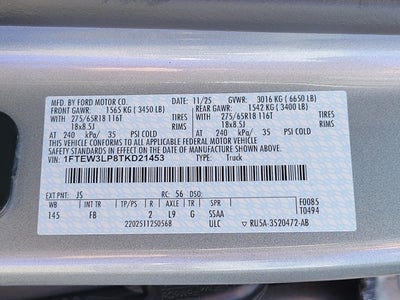 MFD. BY FORD MOTOR CO.
11/25 GVWR: 3016 KG (6650 LB)
FRONT GAWR: 1565 KG (3450 LB) REAR GAWR: 1542 KG (3400 LB)
WITH WITH
275/65R18 116T TIRES 275/65R18 116T TIRES
18x8.5J RIMS 18x8.5J RIMS
AT 240 kPa/ 35 PSI COLD AT 240 kPa/ 35 PSI COLD
THIS VEHICLE CONFORMS TO ALL APPLICABLE FEDERAL MOTOR VEHICLE
SAFETY STANDARDS IN EFFECT ON THE DATE OF MANUFACTURE SHOWN ABOVE.
VIN: 1FTEW3LP8TKD21453
TYPE: Truck
EXT PNT: JS RC: 56 DSO: F0085
T0494
WB INT TR TP/PS R AXLE TR SPR
145 FB 2 L9 G SSAA
220251125056B ULC RU5A-3520472-AB